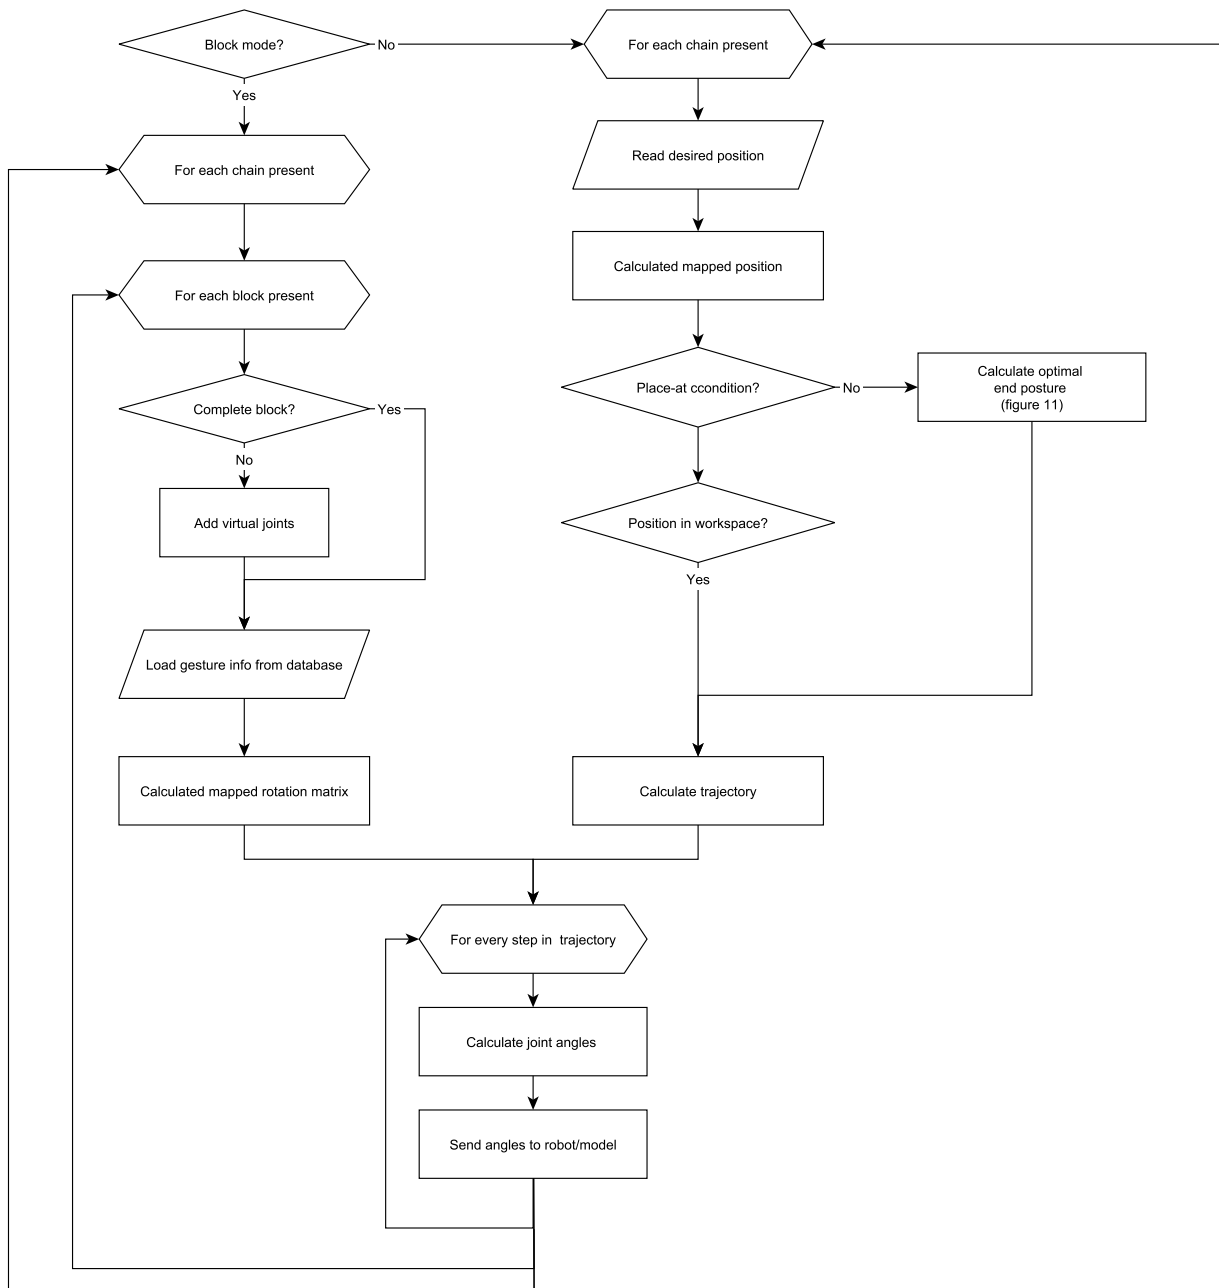 Block mode?
No
For each chain present
Yes
For each chain present
Read desired position
For each block present
Calculated mapped position
Complete block?
Yes
No
Add virtual joints
Place-at ccondition?
No
Calculate optimal
end posture
(figure 11)
Position in workspace?
Yes
Load gesture info from database
Calculated mapped rotation matrix
Calculate trajectory
For every step in  trajectory
Calculate joint angles
Send angles to robot/model